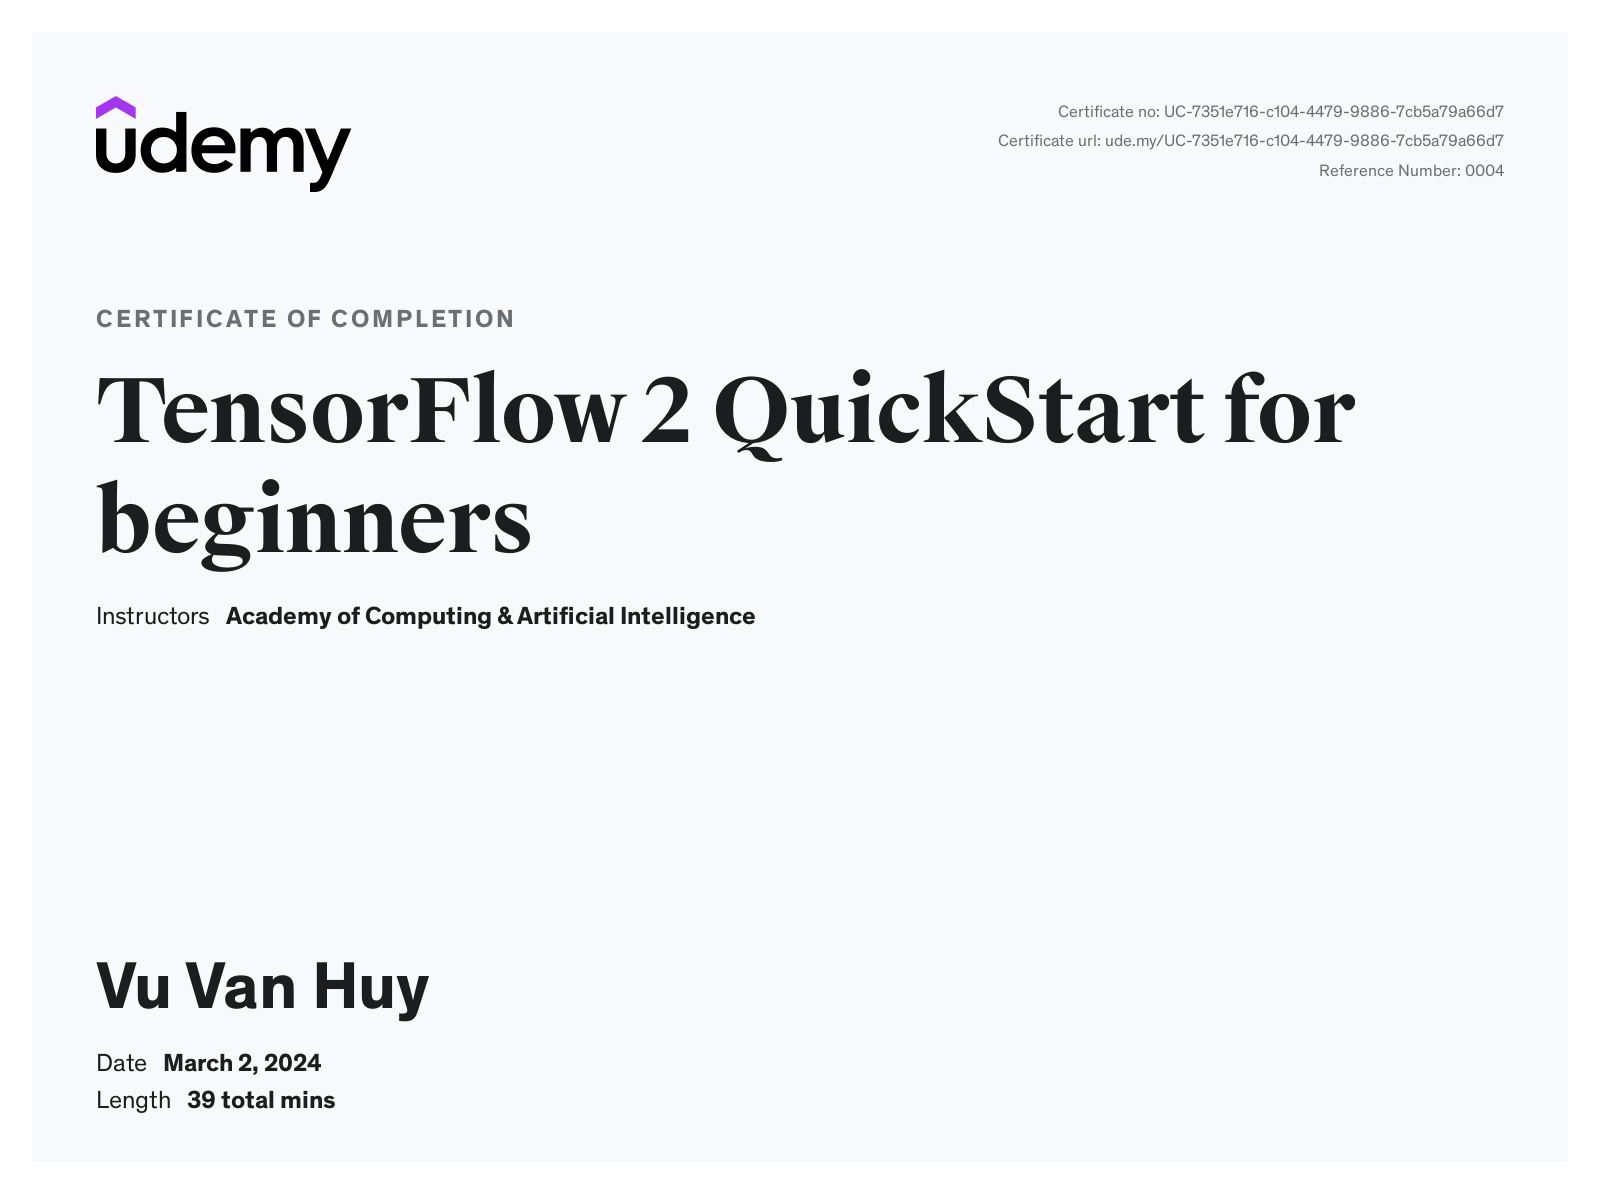 udemy
Certificate no: UC-7351e716-c104-4479-9886-7cb5a79a66d7
Certificate url: ude.my/UC-7351e716-c104-4479-9886-7cb5a79a66d7
Reference Number: 0004
CERTIFICATE OF COMPLETION
TensorFlow 2 QuickStart for
beginners
Instructors Academy of Computing & Artificial Intelligence
Vu Van Huy
Date March 2, 2024
Length 39 total mins